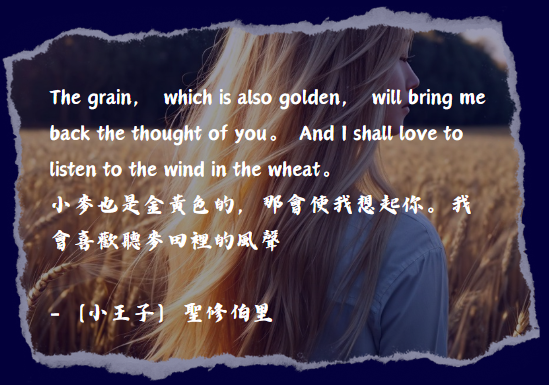 The grain， which is also golden， will bring me
back the thought of you。 And I shall love to
listen to the wind in the wheat。
小麥也是金黃色的，那會使我想起你。我
會喜歡聽麥田裡的風聲
- 〔小王子〕 聖修伯里